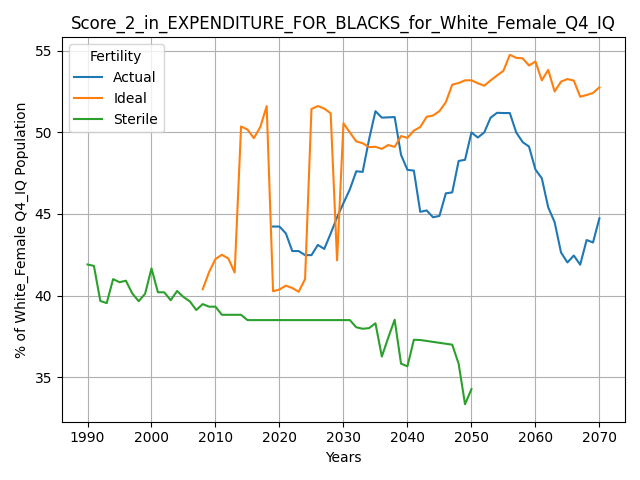 Score_2_in_EXPENDITURE_FOR_BLACKS_for_White_Female_Q4_IQ
Fertility
Actual
Ideal
Sterile
% of White_Female Q4_IQ Population
55
50
45
40
35
1990 2000 2010 2020 2030 2040 2050 2060 2070
Years